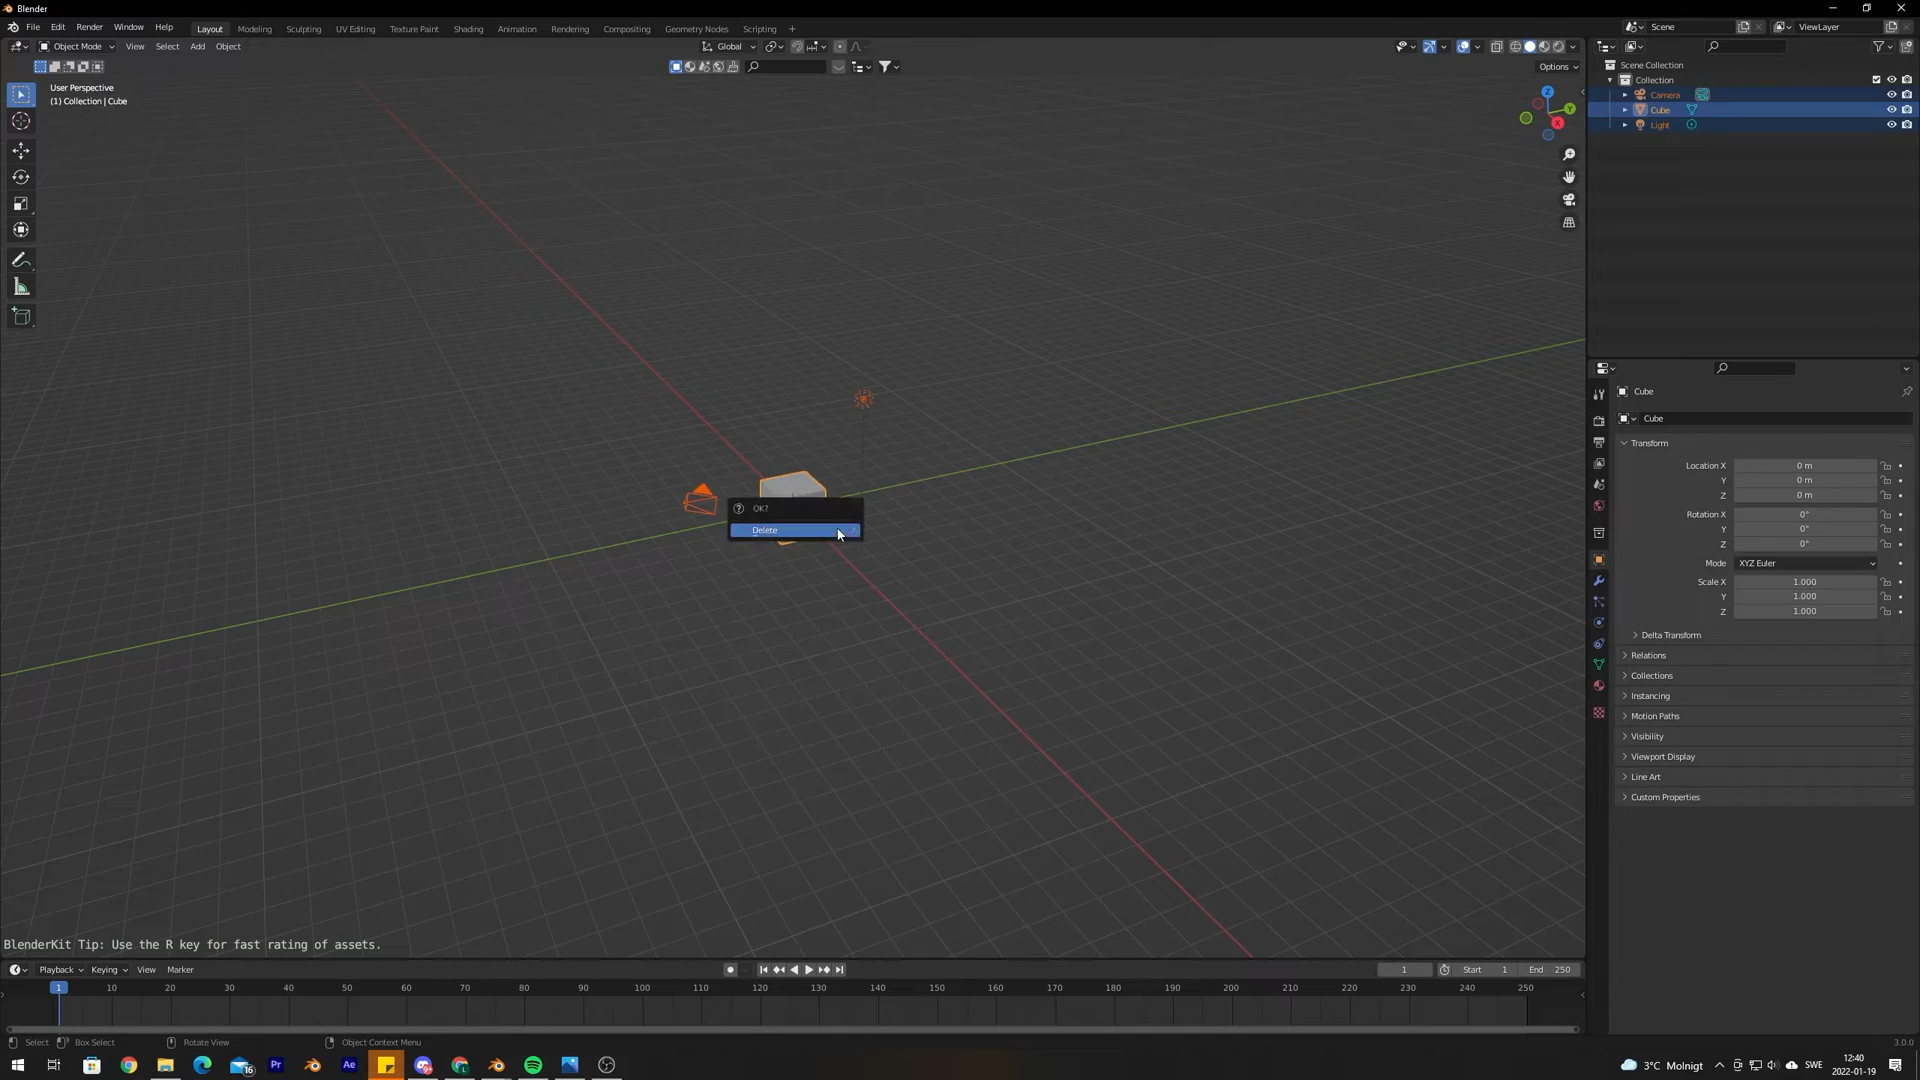 Blender
File Edit Render Window Help Layout Modeling Sculpting UV Editing Texture Paint Shading Animation Rendering Compositing Geometry Nodes Scripting + Scene ViewLayer
Object Mode View Select Add Object Global
Options
User Perspective
(1) Collection | Cube
Z
Y
X
Scene Collection
Collection
Camera
Cube
Light
OK?
Delete
Cube
Cube
Transform
Location X 0 m
Y 0 m
Z 0 m
Rotation X 0°
Y 0°
Z 0°
Mode XYZ Euler
Scale X 1.000
Y 1.000
Z 1.000
Delta Transform
Relations
Collections
Instancing
Motion Paths
Visibility
Viewport Display
Line Art
Custom Properties
BlenderKit Tip: Use the R key for fast rating of assets.
Playback Keying View Marker 1 Start 1 End 250
1 10 20 30 40 50 60 70 80 90 100 110 120 130 140 150 160 170 180 190 200 210 220 230 240 250
Select Box Select Rotate View Object Context Menu 3.0.0
16 Pr Ae 3°C Molnigt SWE 12:40
2022-01-19